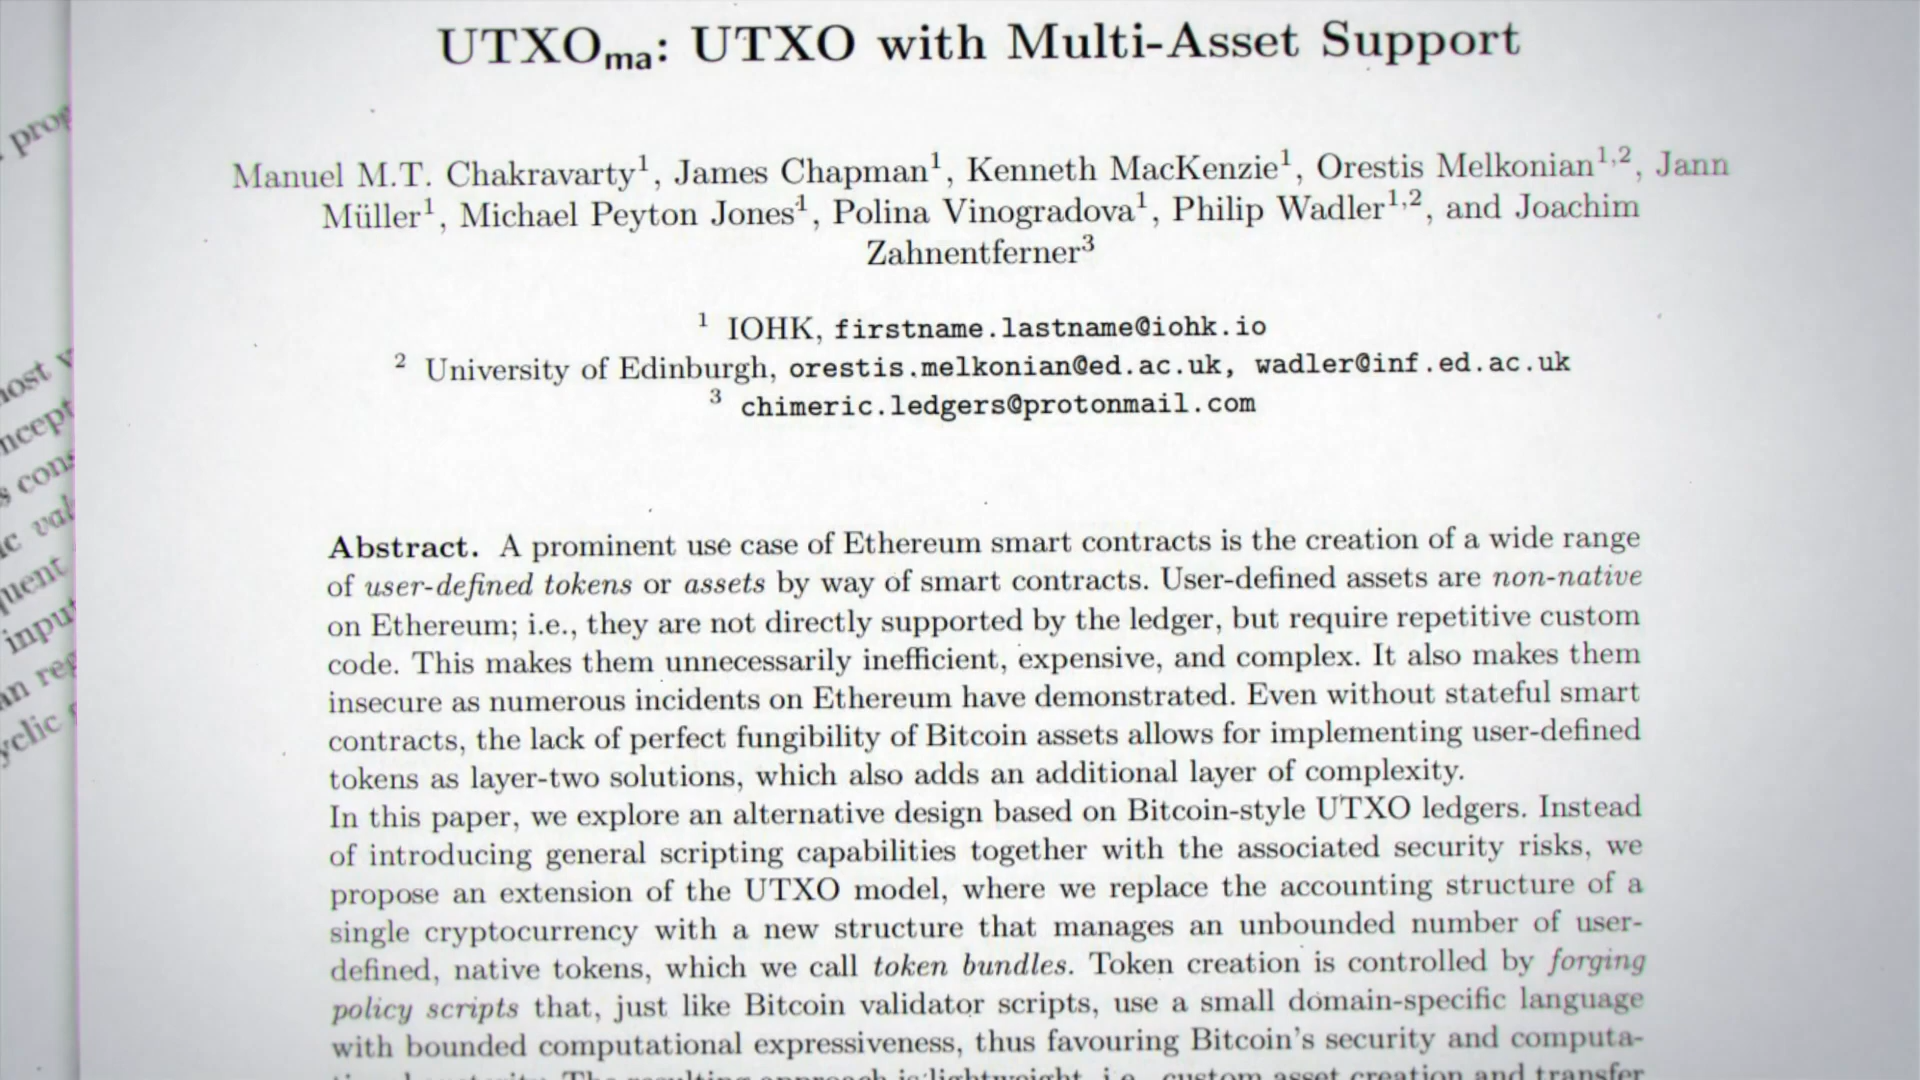 UTXOma: UTXO with Multi-Asset Support
Manuel M.T. Chakravarty1, James Chapman1, Kenneth MacKenzie1, Orestis Melkonian1,2, Jann
Müller1, Michael Peyton Jones1, Polina Vinogradova1, Philip Wadler1,2, and Joachim
Zahnentferner3
1 IOHK, firstname.lastname@iohk.io
2 University of Edinburgh, orestis.melkonian@ed.ac.uk, wadler@inf.ed.ac.uk
3 chimeric.ledgers@protonmail.com
Abstract. A prominent use case of Ethereum smart contracts is the creation of a wide range
of user-defined tokens or assets by way of smart contracts. User-defined assets are non-native
on Ethereum; i.e., they are not directly supported by the ledger, but require repetitive custom
code. This makes them unnecessarily inefficient, expensive, and complex. It also makes them
insecure as numerous incidents on Ethereum have demonstrated. Even without stateful smart
contracts, the lack of perfect fungibility of Bitcoin assets allows for implementing user-defined
tokens as layer-two solutions, which also adds an additional layer of complexity.
In this paper, we explore an alternative design based on Bitcoin-style UTXO ledgers. Instead
of introducing general scripting capabilities together with the associated security risks, we
propose an extension of the UTXO model, where we replace the accounting structure of a
single cryptocurrency with a new structure that manages an unbounded number of user-
defined, native tokens, which we call token bundles. Token creation is controlled by forging
policy scripts that, just like Bitcoin validator scripts, use a small domain-specific language
with bounded computational expressiveness, thus favouring Bitcoin's security and computa-